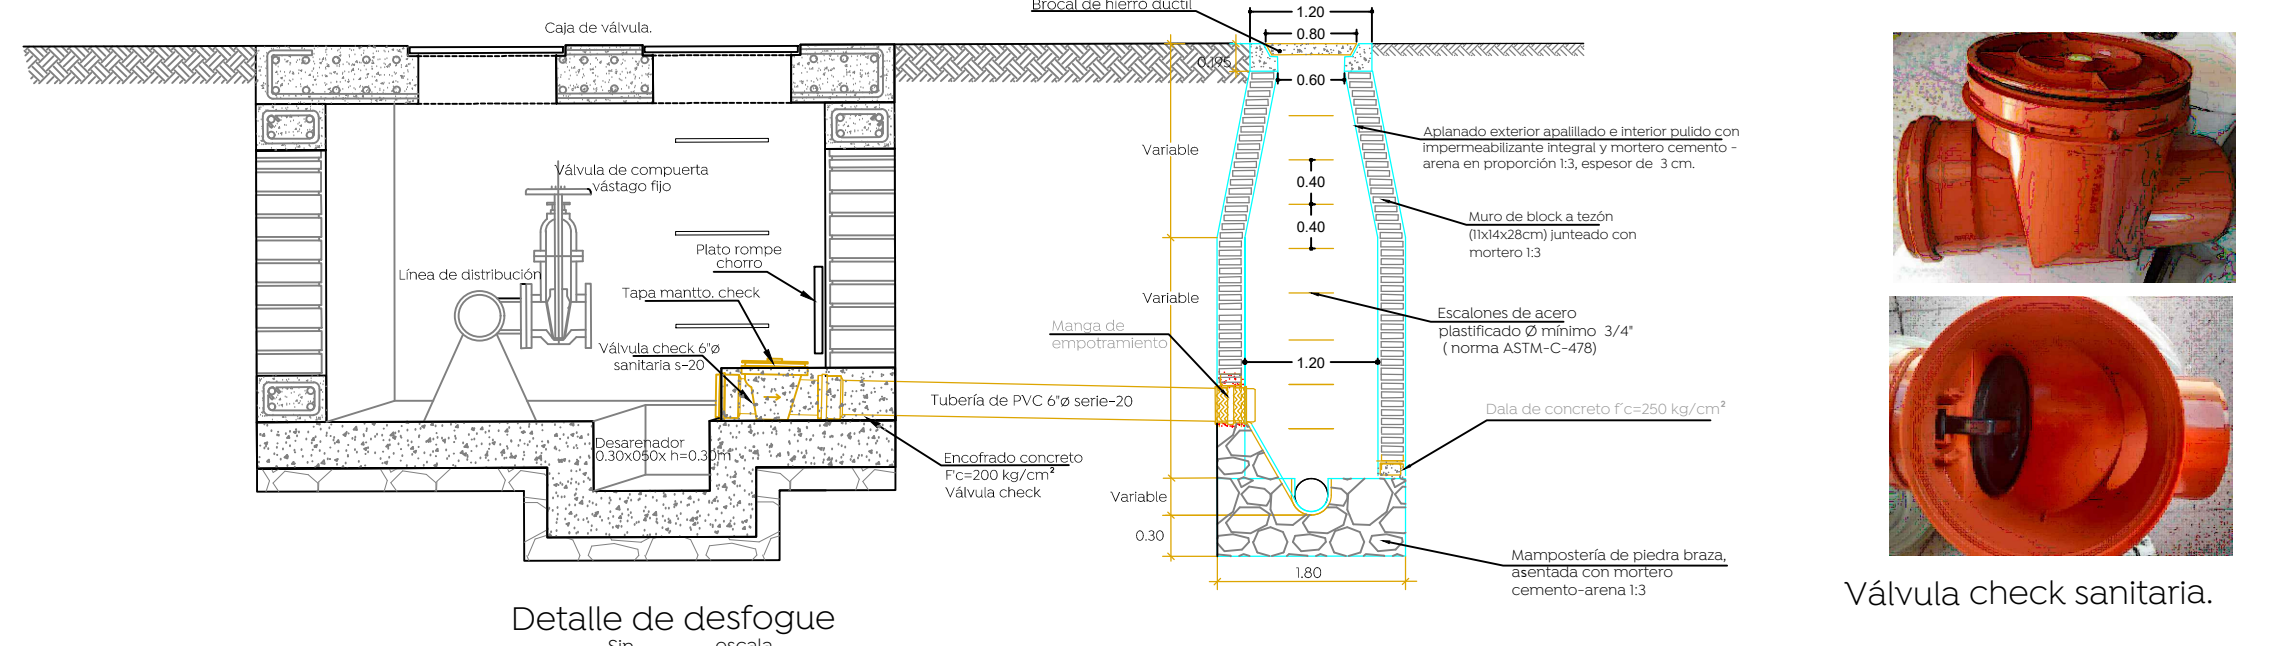 Caja de válvula.
Válvula de compuerta
vástago fijo
Línea de distribución
Plato rompe
chorro
Tapa mantto. check
Válvula check 6"ø
sanitaria s-20
Desarenador
0.30x050x h=0.30m
Encofrado concreto
F'c=200 kg/cm²
Válvula check
Tubería de PVC 6"ø serie-20
Detalle de desfogue
Sin escala
Brocal de hierro dúctil
1.20
0.80
0.195
0.60
Variable
0.40
0.40
Variable
Manga de
empotramiento
1.20
Variable
0.30
1.80
Aplanado exterior apalillado e interior pulido con
impermeabilizante integral y mortero cemento -
arena en proporción 1:3, espesor de 3 cm.
Muro de block a tezón
(11x14x28cm) junteado con
mortero 1:3
Escalones de acero
plastificado Ø mínimo 3/4"
( norma ASTM-C-478)
Dala de concreto f´c=250 kg/cm²
Mampostería de piedra braza,
asentada con mortero
cemento-arena 1:3
Válvula check sanitaria.